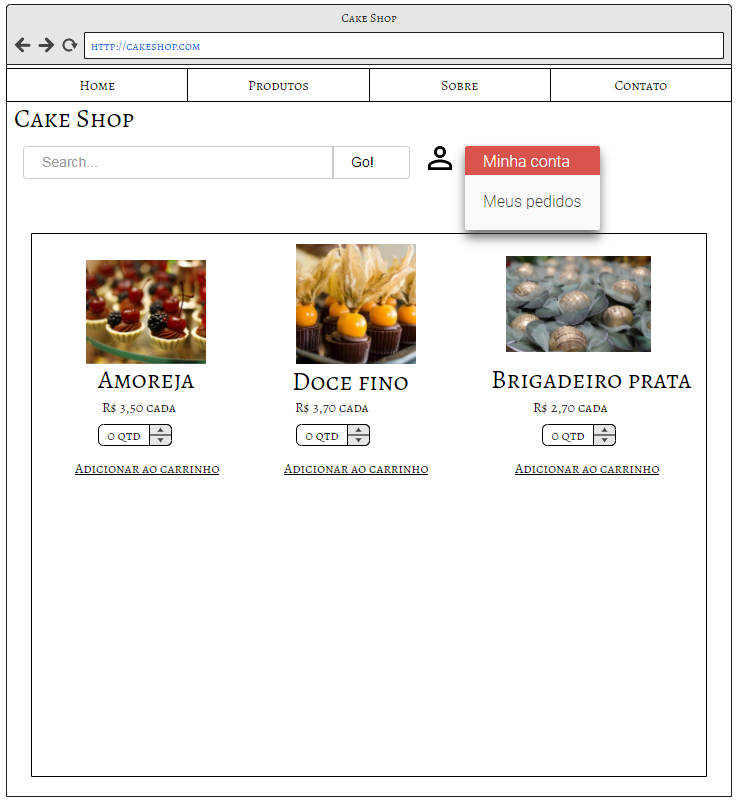 Cake Shop
http://cakeshop.com
Home Produtos Sobre Contato
Cake Shop
Search... Go! Minha conta
Meus pedidos
Amoreja Doce fino Brigadeiro prata
R$ 3,50 cada R$ 3,70 cada R$ 2,70 cada
0 qtd 0 qtd 0 qtd
Adicionar ao carrinho Adicionar ao carrinho Adicionar ao carrinho